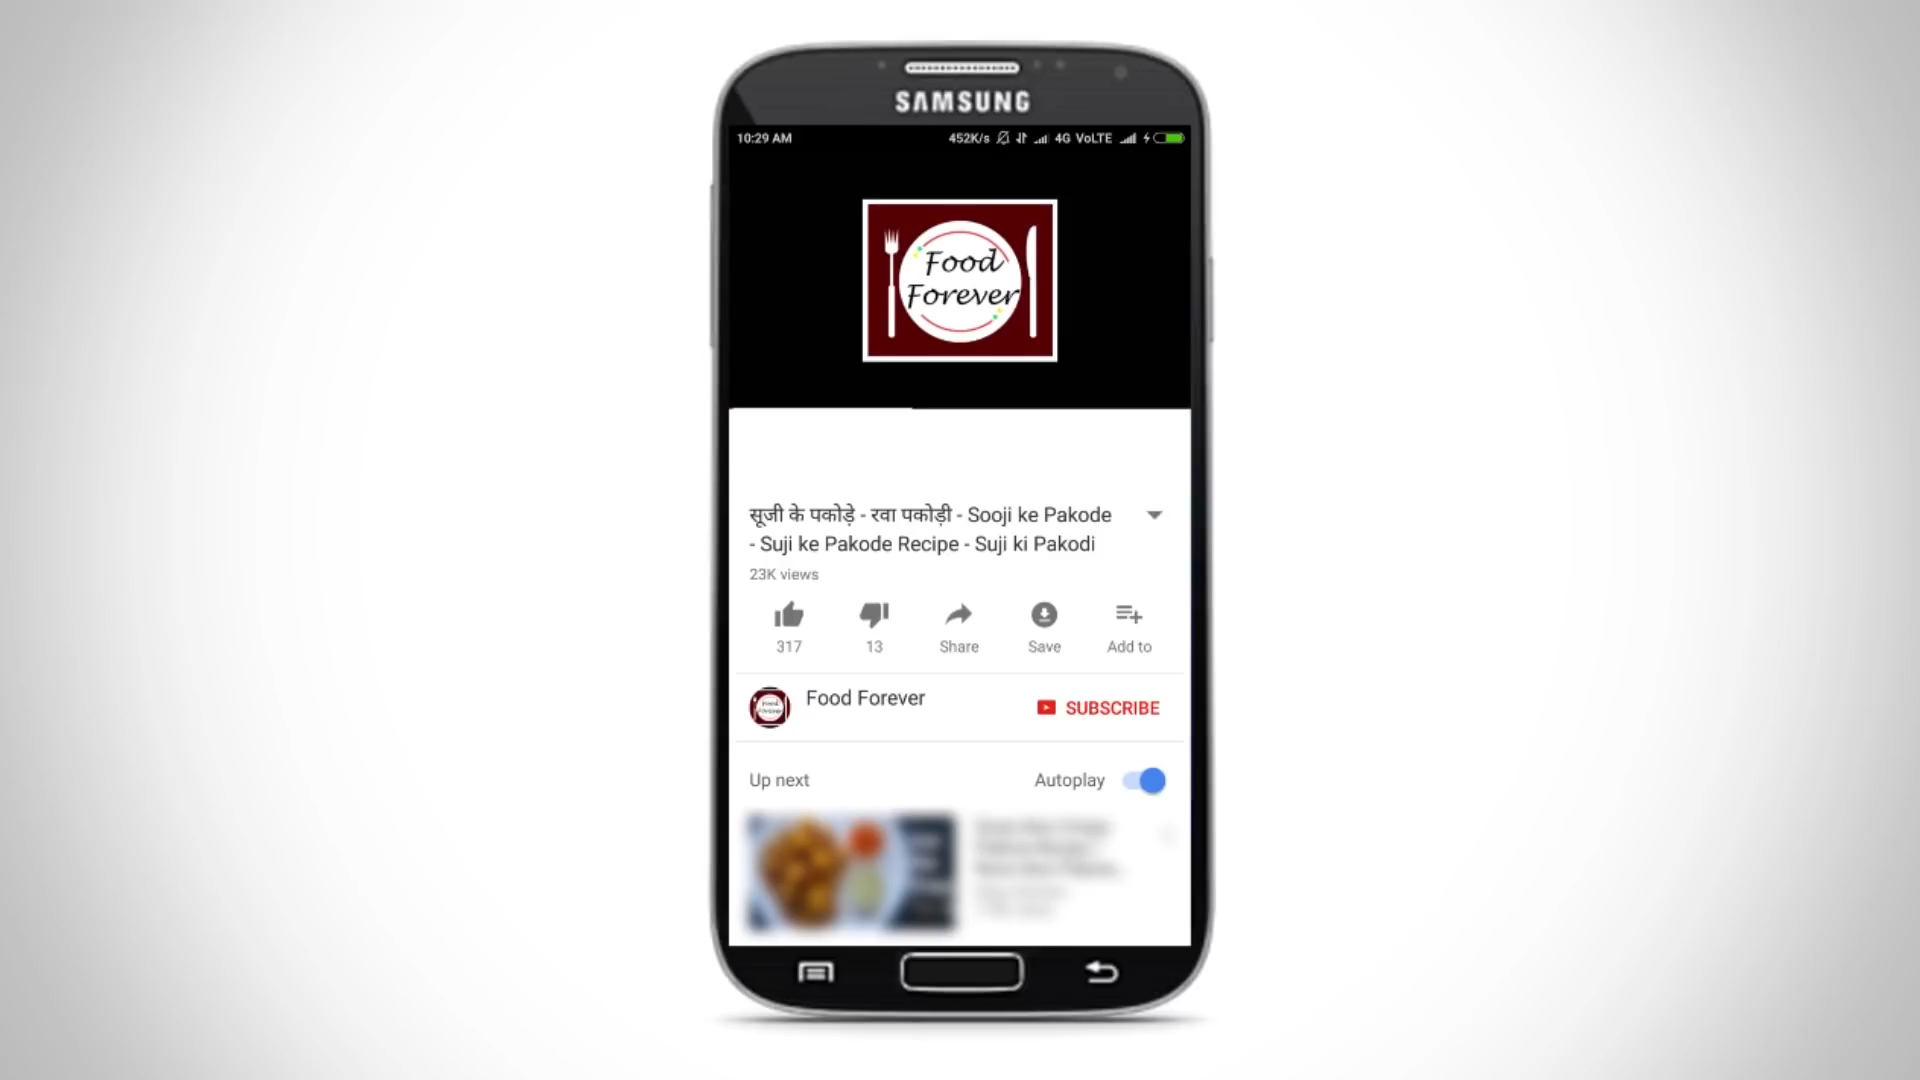 SAMSUNG
10:29 AM
452K/s 4G VoLTE
Food
Forever
सूजी के पकोड़े - रवा पकोड़ी - Sooji ke Pakode
- Suji ke Pakode Recipe - Suji ki Pakodi
23K views
317 13 Share Save Add to
Food Forever SUBSCRIBE
Up next Autoplay